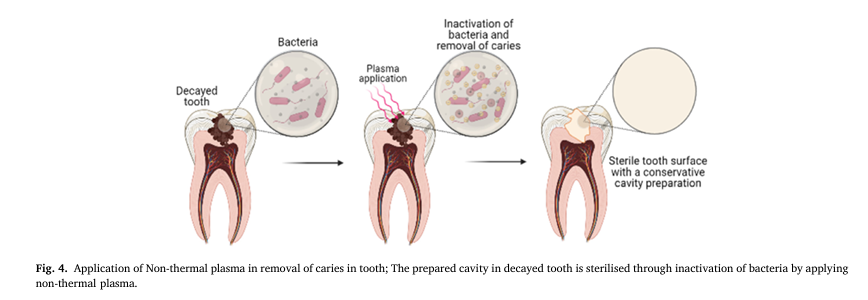 Inactivation of
bacteria and
removal of caries
Bacteria
Plasma
application
Decayed
tooth
Sterile tooth surface
with a conservative
cavity preparation
Fig. 4. Application of Non-thermal plasma in removal of caries in tooth; The prepared cavity in decayed tooth is sterilised through inactivation of bacteria by applying
non-thermal plasma.